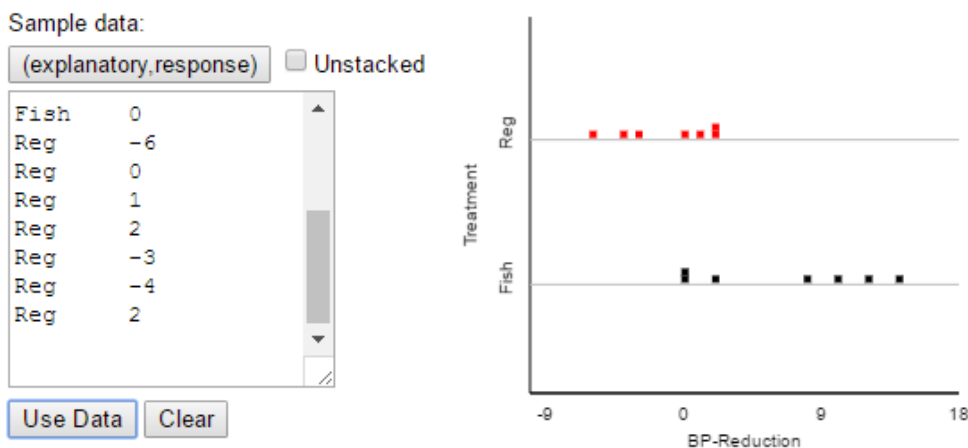 Sample data:
(explanatory,response) Unstacked
Fish 0
Reg -6
Reg 0
Reg 1
Reg 2
Reg -3
Reg -4
Reg 2
Use Data Clear
Treatment
Reg
Fish
-9 0 9 18
BP-Reduction